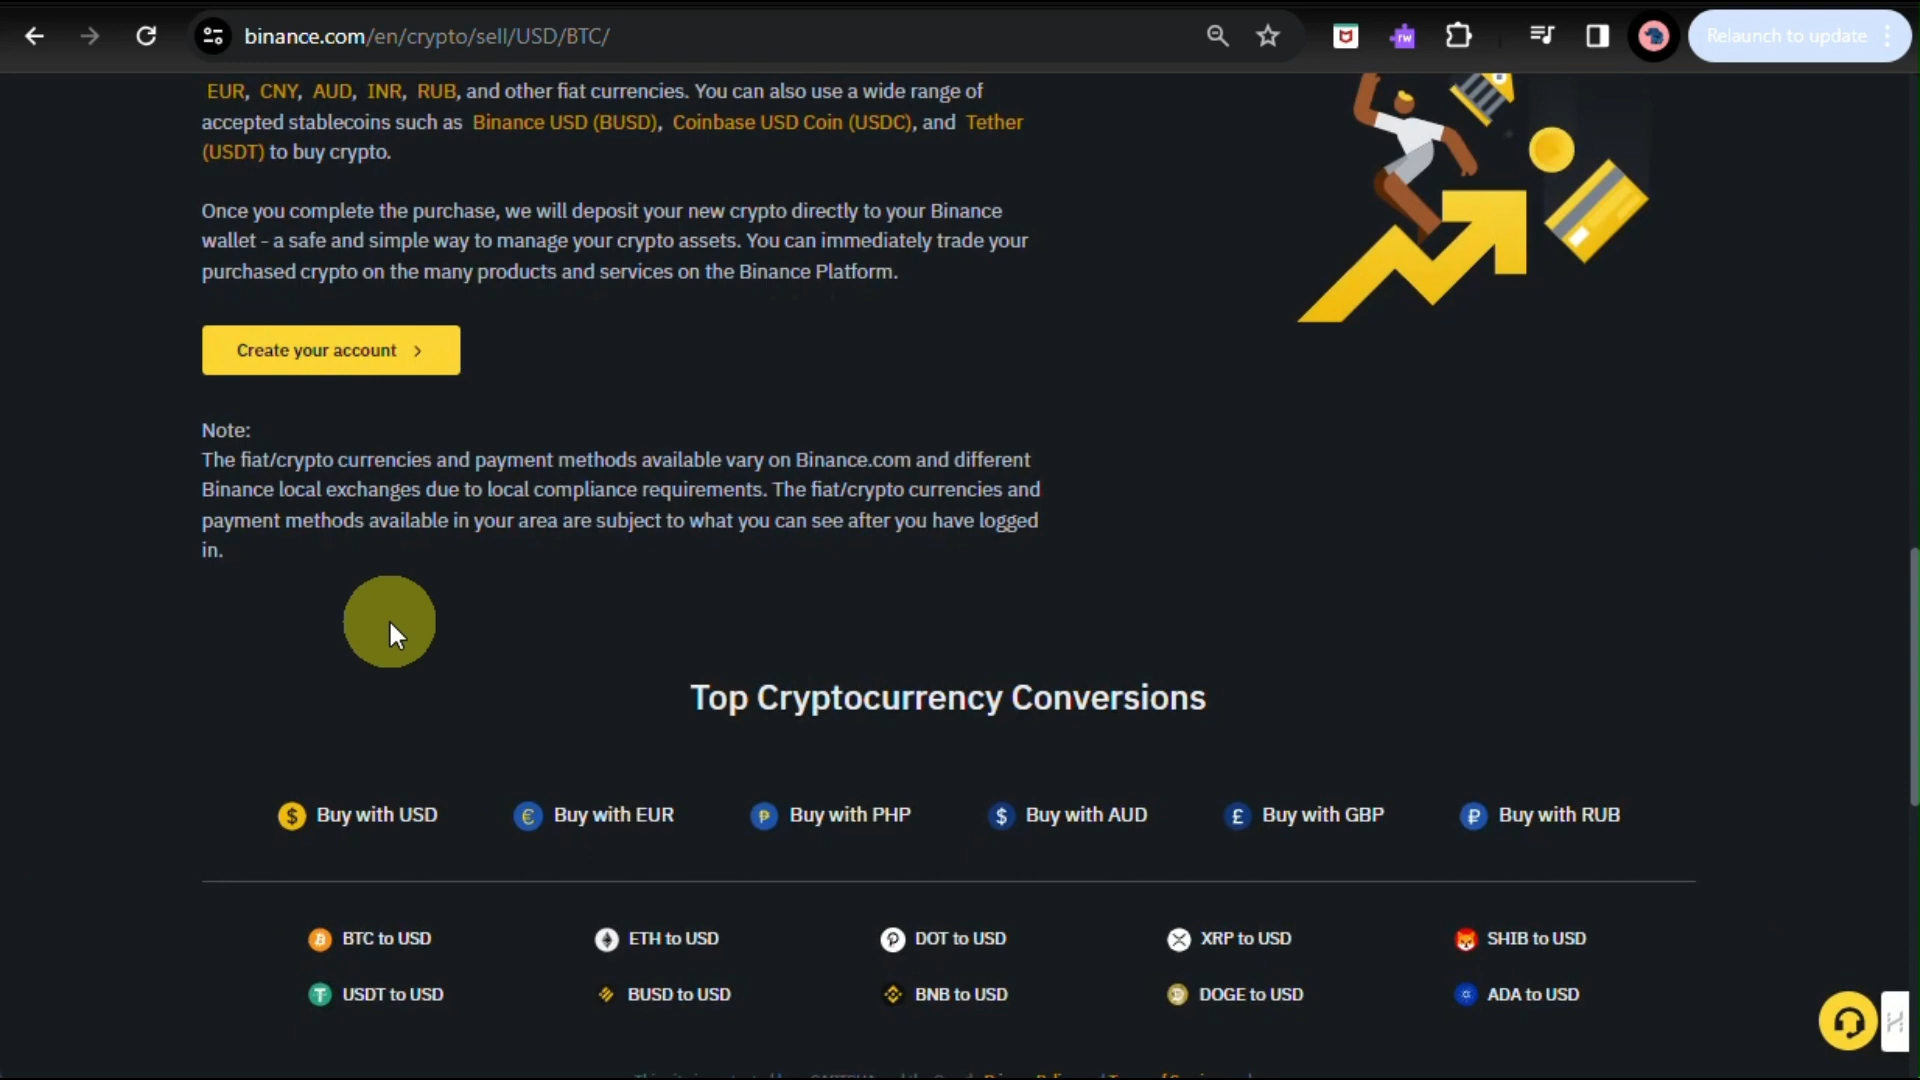 binance.com/en/crypto/sell/USD/BTC/
rw
Relaunch to update
EUR, CNY, AUD, INR, RUB, and other fiat currencies. You can also use a wide range of
accepted stablecoins such as Binance USD (BUSD), Coinbase USD Coin (USDC), and Tether
(USDT) to buy crypto.
Once you complete the purchase, we will deposit your new crypto directly to your Binance
wallet - a safe and simple way to manage your crypto assets. You can immediately trade your
purchased crypto on the many products and services on the Binance Platform.
Create your account >
Note:
The fiat/crypto currencies and payment methods available vary on Binance.com and different
Binance local exchanges due to local compliance requirements. The fiat/crypto currencies and
payment methods available in your area are subject to what you can see after you have logged
in.
Top Cryptocurrency Conversions
Buy with USD Buy with EUR Buy with PHP Buy with AUD Buy with GBP Buy with RUB
BTC to USD ETH to USD DOT to USD XRP to USD SHIB to USD
USDT to USD BUSD to USD BNB to USD DOGE to USD ADA to USD